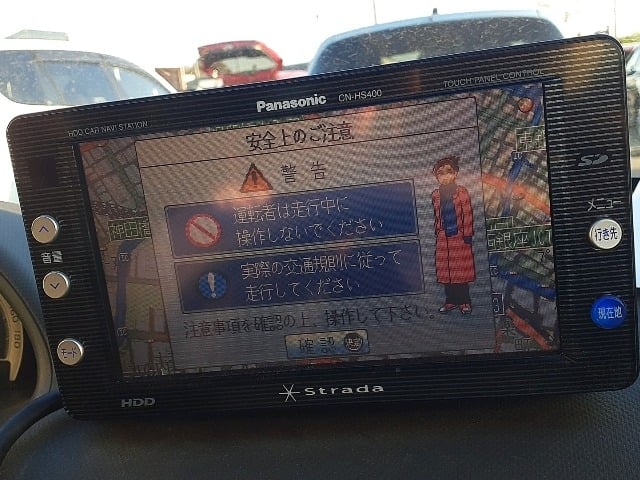 Panasonic CN-HS400
TOUCH PANEL CONTROL
HDD CAR NAVI STATION
安全上のご注意
警告
運転者は走行中に
操作しないでください
実際の交通規則に従って
走行してください
注意事項を確認の上、操作して下さい。
確認
音量
モード
SD
メニュー
行き先
現在地
HDD
Strada